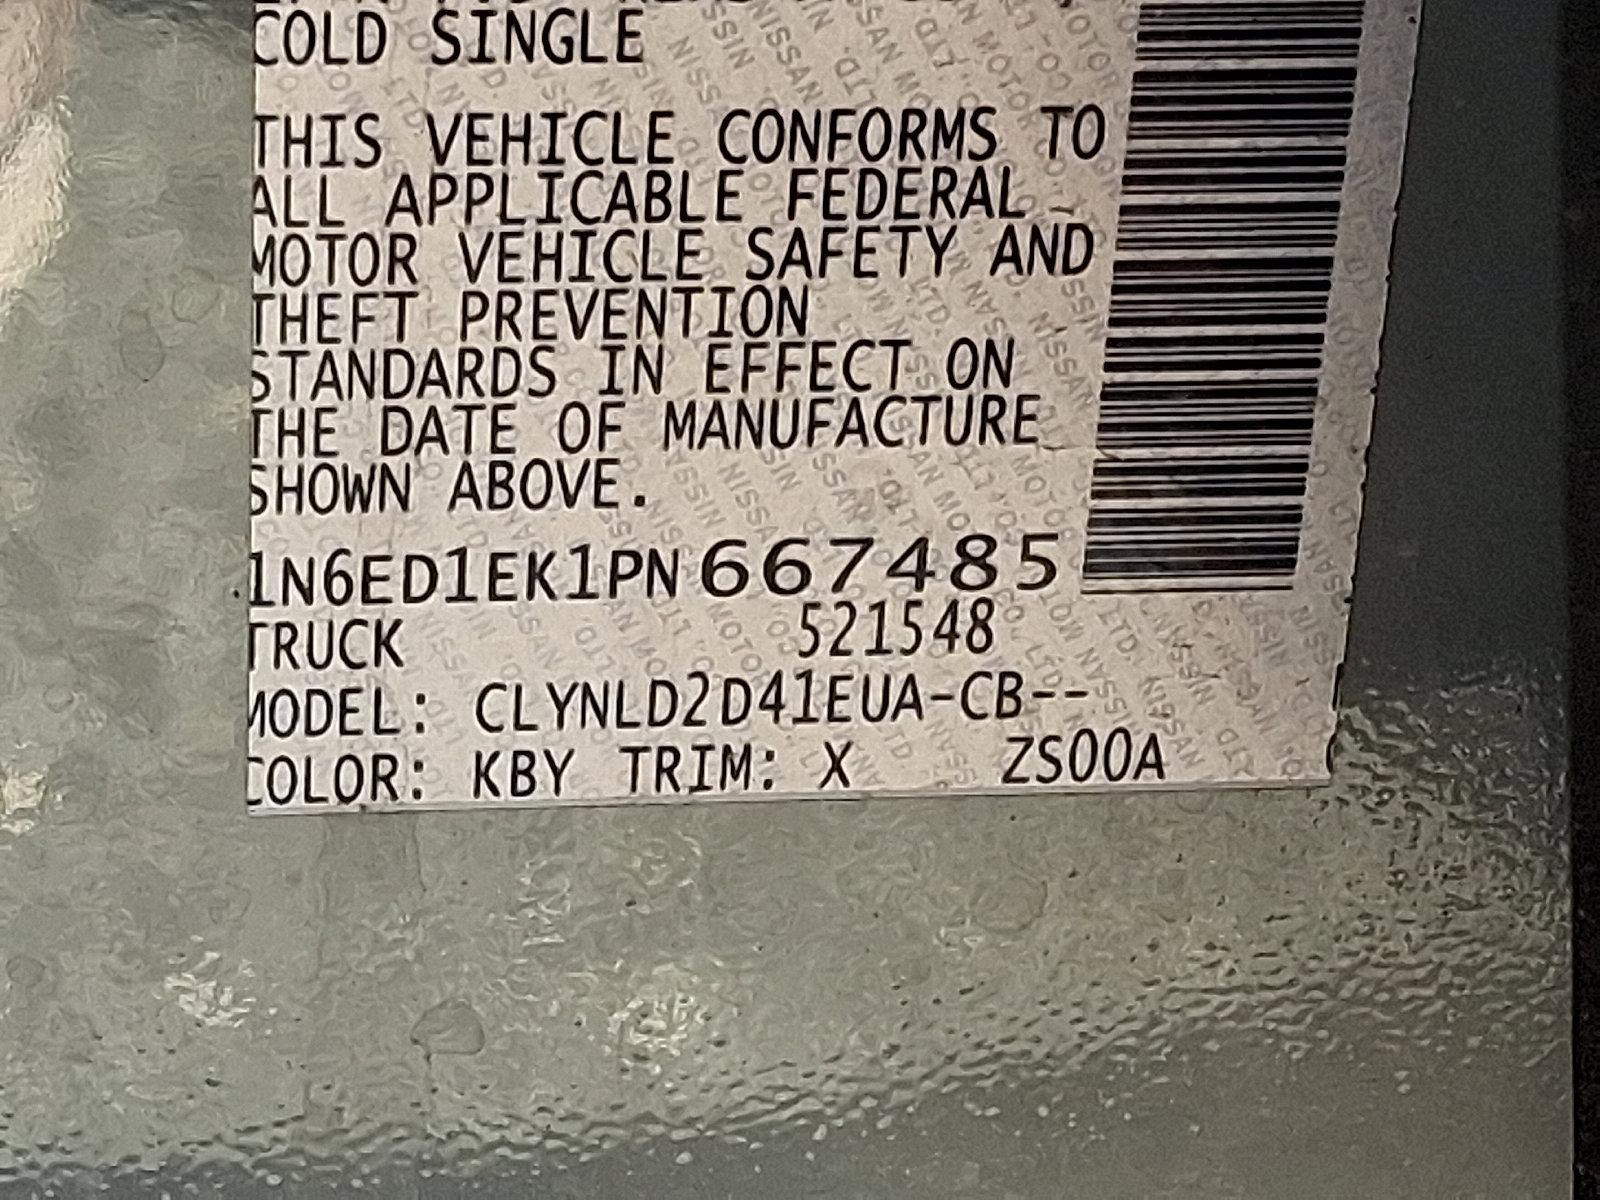 COLD SINGLE
THIS VEHICLE CONFORMS TO
ALL APPLICABLE FEDERAL
MOTOR VEHICLE SAFETY AND
THEFT PREVENTION
STANDARDS IN EFFECT ON
THE DATE OF MANUFACTURE
SHOWN ABOVE.
1N6ED1EK1PN667485
TRUCK 521548
MODEL: CLYNLD2D41EUA-CB--
COLOR: KBY TRIM: X ZS00A